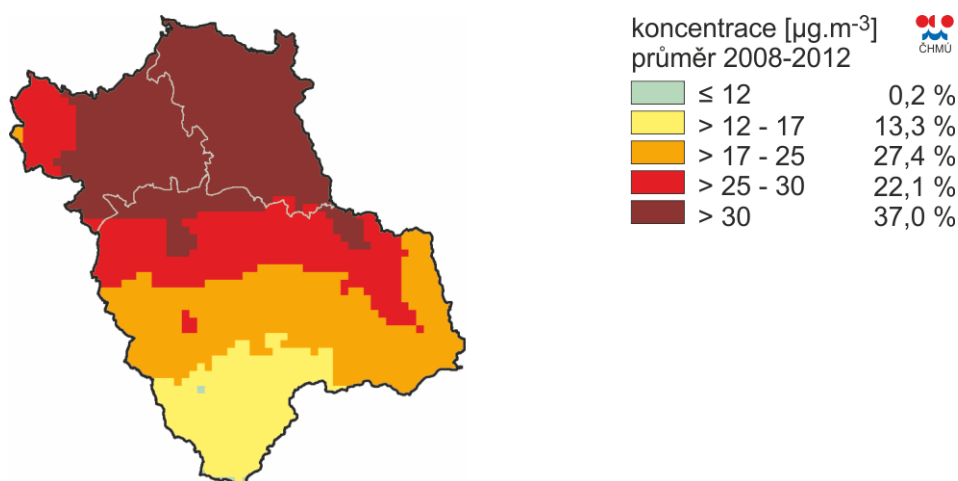 koncentrace [µg.m-3]
průměr 2008-2012
ČHMÚ
≤ 12 0,2 %
> 12 - 17 13,3 %
> 17 - 25 27,4 %
> 25 - 30 22,1 %
> 30 37,0 %